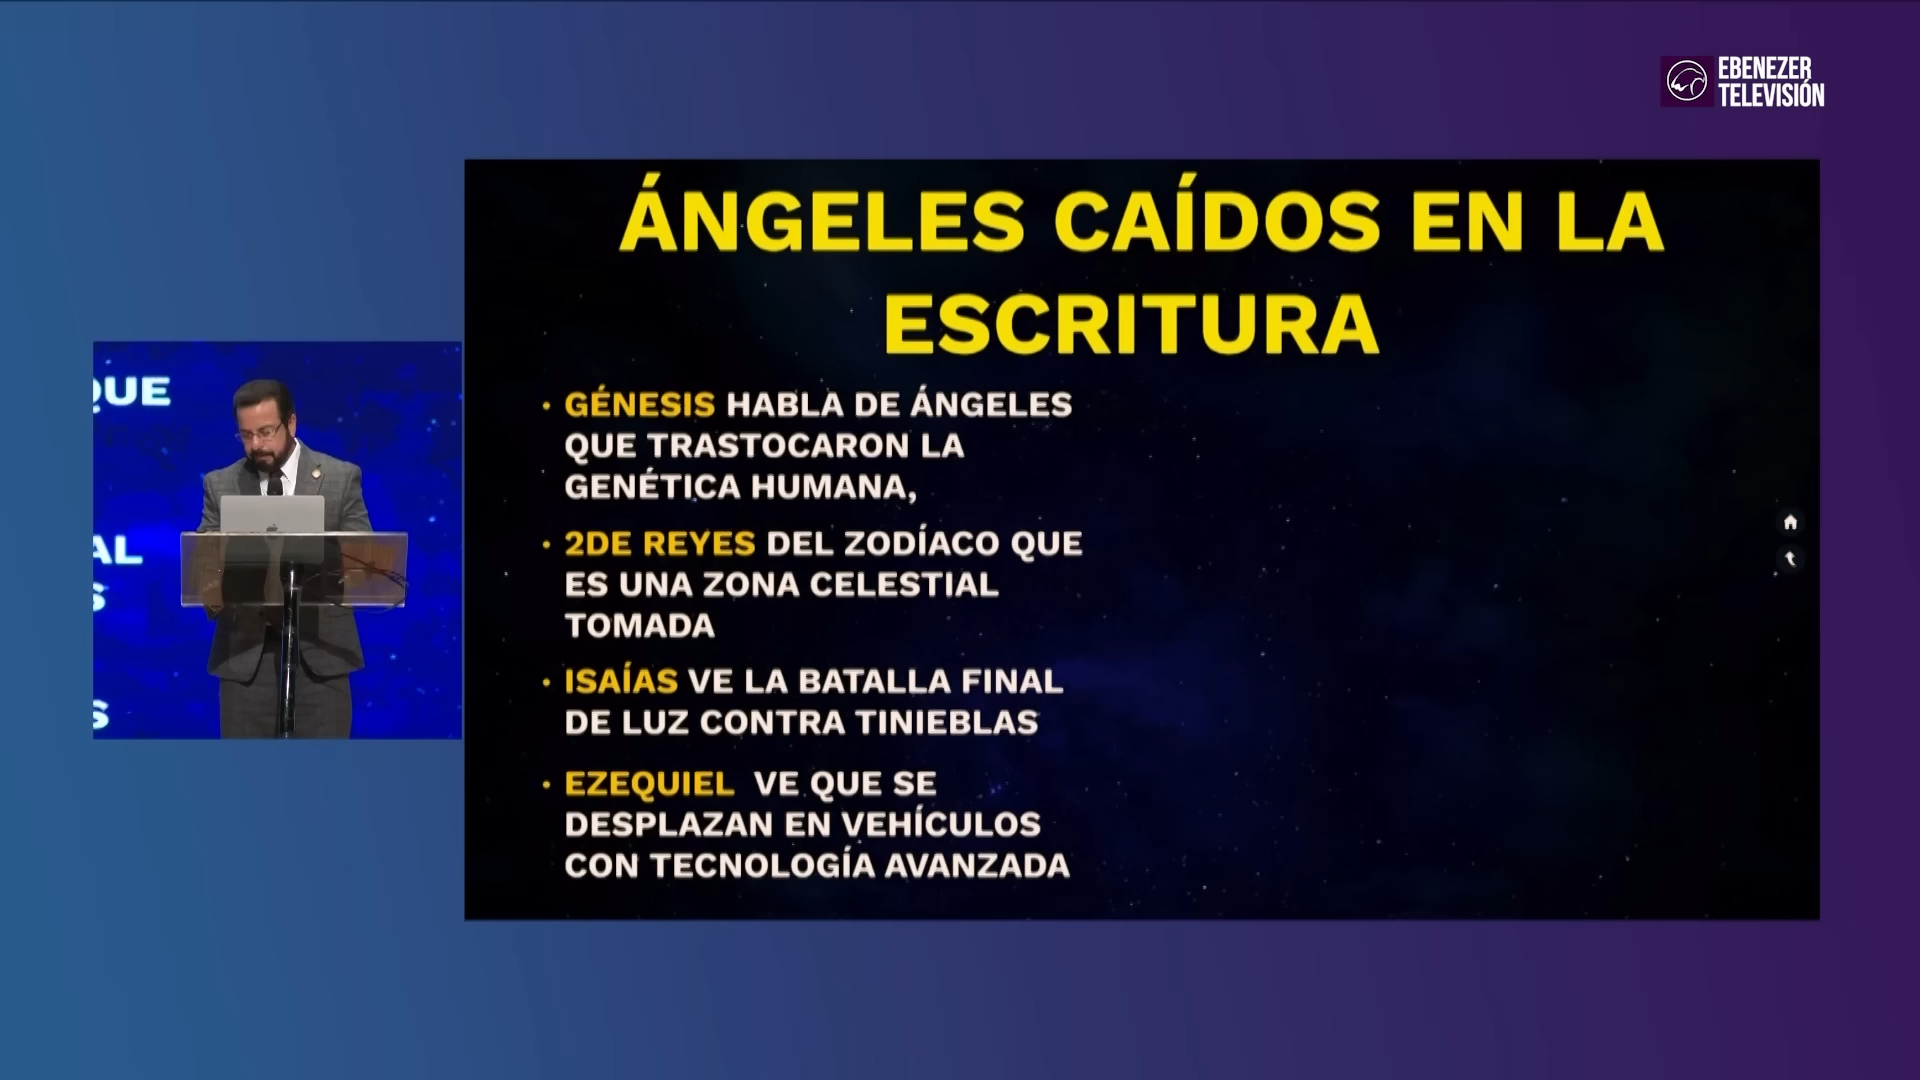 EBENEZER
TELEVISIÓN
ÁNGELES CAÍDOS EN LA
ESCRITURA
• GÉNESIS HABLA DE ÁNGELES
QUE TRASTOCARON LA
GENÉTICA HUMANA,
• 2DE REYES DEL ZODÍACO QUE
ES UNA ZONA CELESTIAL
TOMADA
• ISAÍAS VE LA BATALLA FINAL
DE LUZ CONTRA TINIEBLAS
• EZEQUIEL VE QUE SE
DESPLAZAN EN VEHÍCULOS
CON TECNOLOGÍA AVANZADA
QUE
AL
S
S